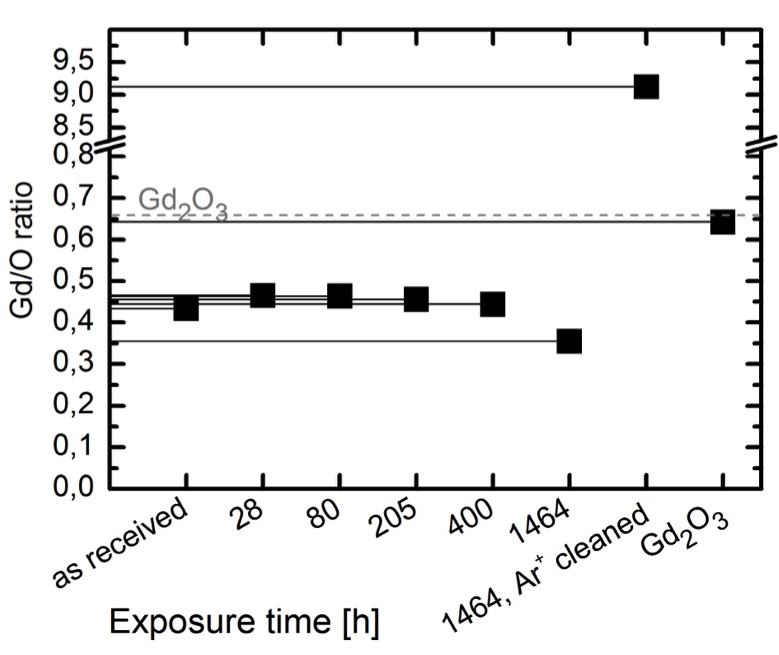 9,5
9,0
8,5
0,8
0,7
0,6
0,5
0,4
0,3
0,2
0,1
0,0
Gd/O ratio
Gd₂O₃
as received
28
80
205
400
1464
1464, Ar⁺ cleaned
Gd₂O₃
Exposure time [h]